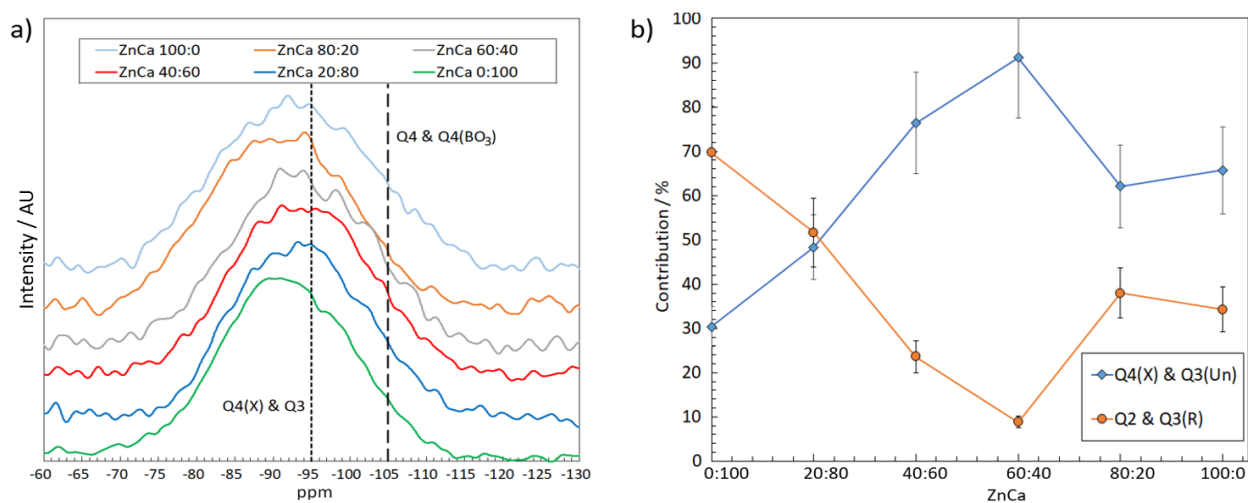 a)
ZnCa 100:0 ZnCa 80:20 ZnCa 60:40
ZnCa 40:60 ZnCa 20:80 ZnCa 0:100
Q4 & Q4(BO₃)
Q4(X) & Q3
Intensity / AU
-60 -65 -70 -75 -80 -85 -90 -95 -100 -105 -110 -115 -120 -125 -130
ppm
b)
100
90
80
70
60
50
40
30
20
10
0
Contribution / %
Q4(X) & Q3(Un)
Q2 & Q3(R)
0:100 20:80 40:60 60:40 80:20 100:0
ZnCa